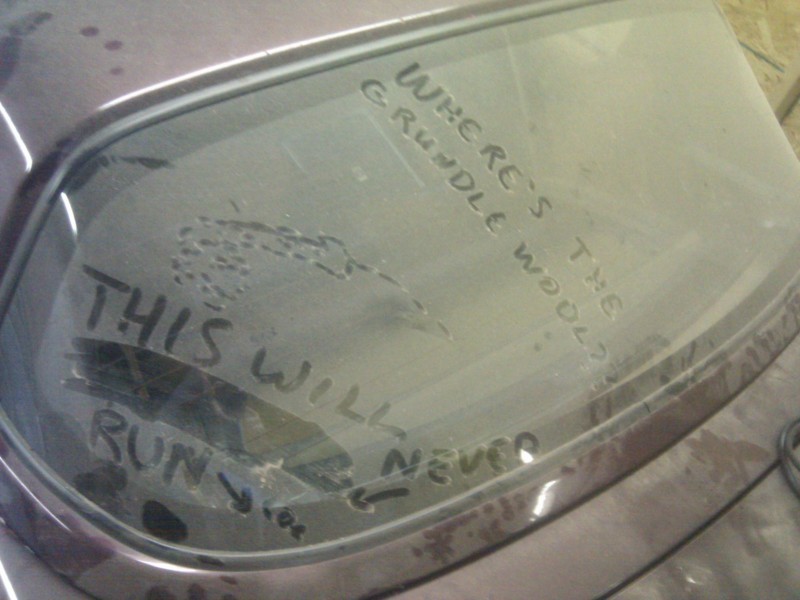 WHERE'S THE
GRUNDLE WOOL?
THIS WILL
NEVER
RUN